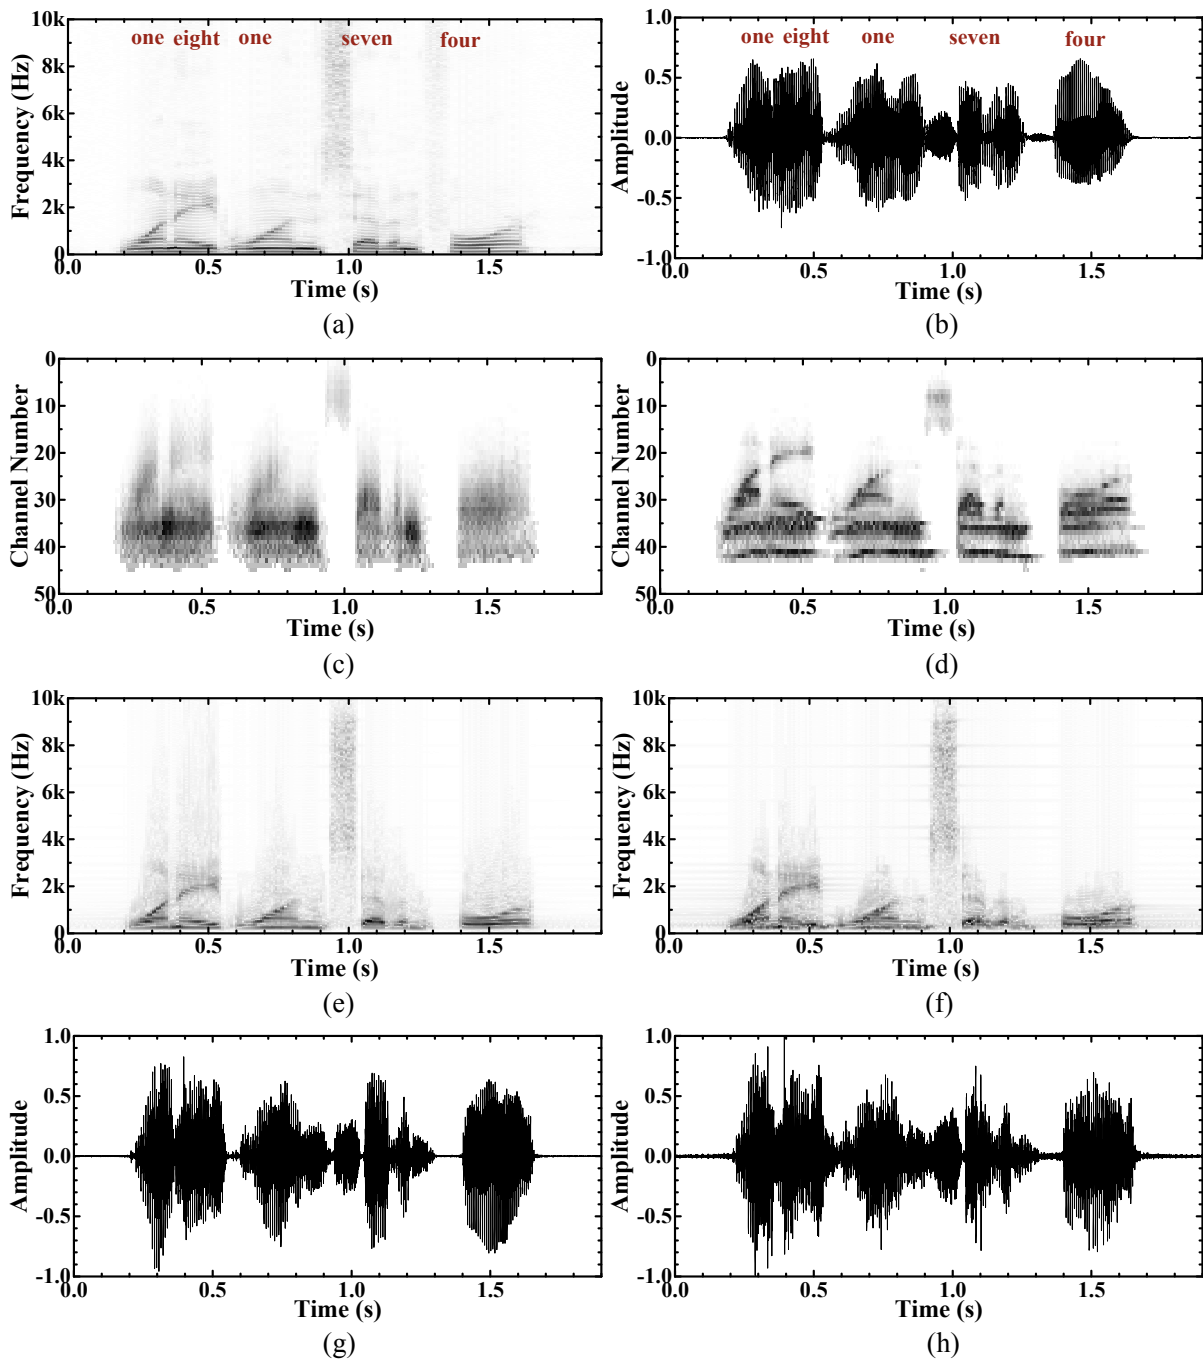 one eight one seven four
Frequency (Hz)
10k
8k
6k
4k
2k
0
0.0 0.5 1.0 1.5
Time (s)
(a)
one eight one seven four
Amplitude
1.0
0.5
0.0
-0.5
-1.0
0.0 0.5 1.0 1.5
Time (s)
(b)
Channel Number
0
10
20
30
40
50
0.0 0.5 1.0 1.5
Time (s)
(c)
Channel Number
0
10
20
30
40
50
0.0 0.5 1.0 1.5
Time (s)
(d)
Frequency (Hz)
10k
8k
6k
4k
2k
0
0.0 0.5 1.0 1.5
Time (s)
(e)
Frequency (Hz)
10k
8k
6k
4k
2k
0
0.0 0.5 1.0 1.5
Time (s)
(f)
Amplitude
1.0
0.5
0.0
-0.5
-1.0
0.0 0.5 1.0 1.5
Time (s)
(g)
Amplitude
1.0
0.5
0.0
-0.5
-1.0
0.0 0.5 1.0 1.5
Time (s)
(h)